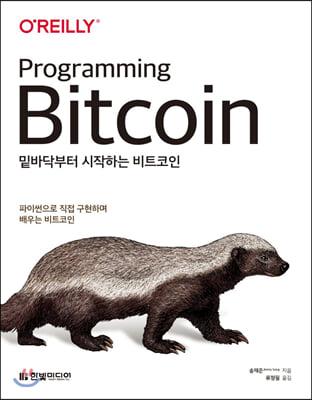 O'REILLY®
Programming
Bitcoin
밑바닥부터 시작하는 비트코인
파이썬으로 직접 구현하며
배우는 비트코인
송재준 지음
류정필 옮김
한빛미디어